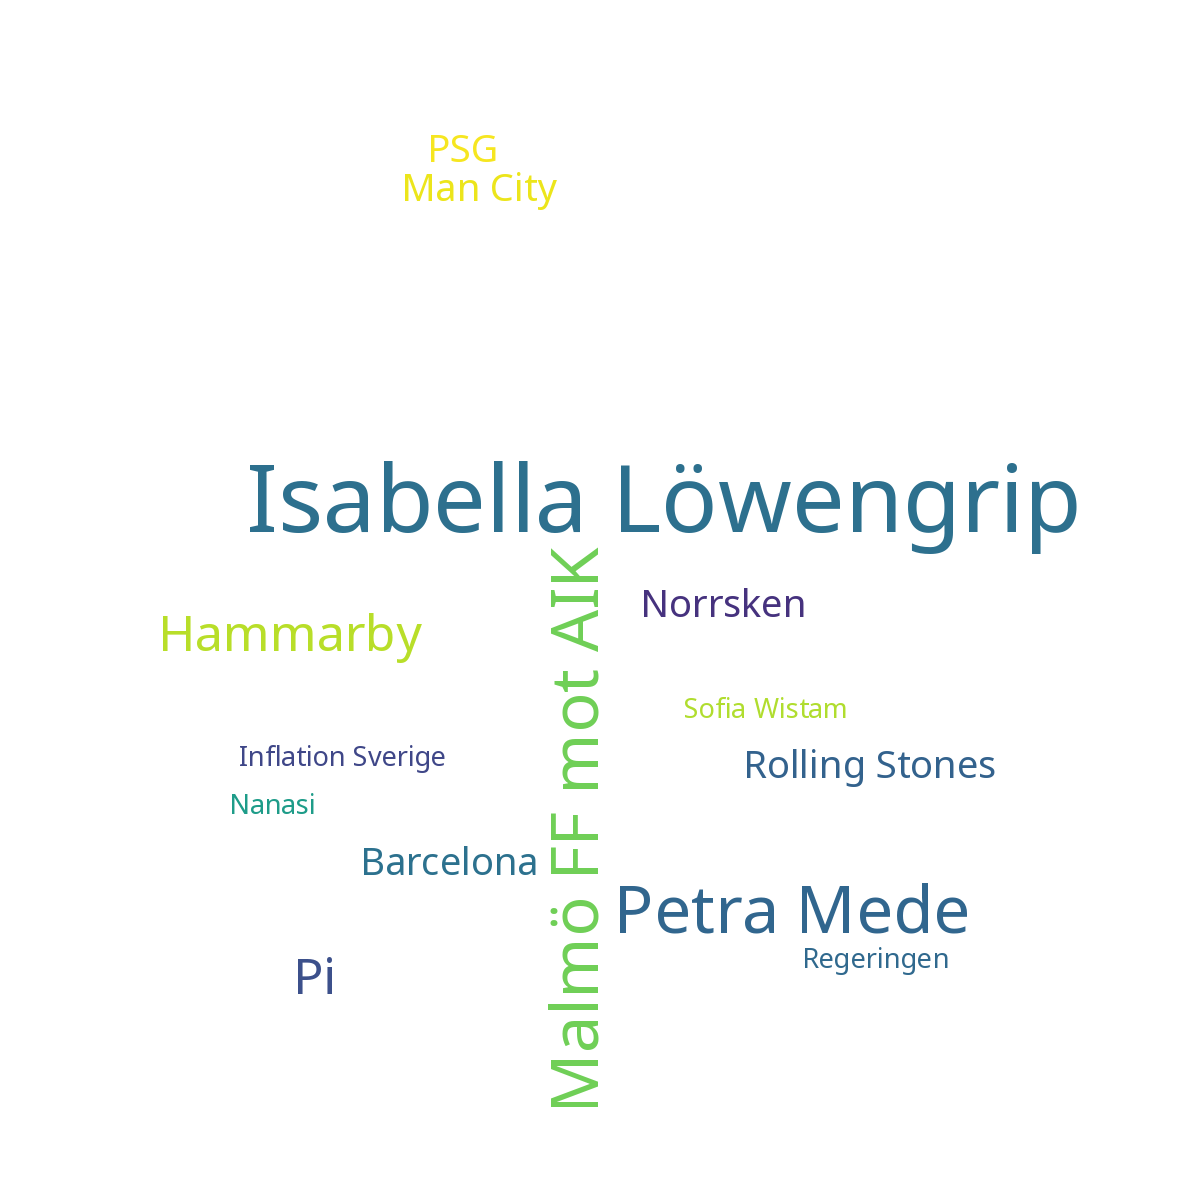 PSG
Man City
Isabella Löwengrip
Malmö FF mot AIK
Norrsken
Hammarby
Sofia Wistam
Inflation Sverige
Rolling Stones
Nanasi
Barcelona
Petra Mede
Regeringen
Pi